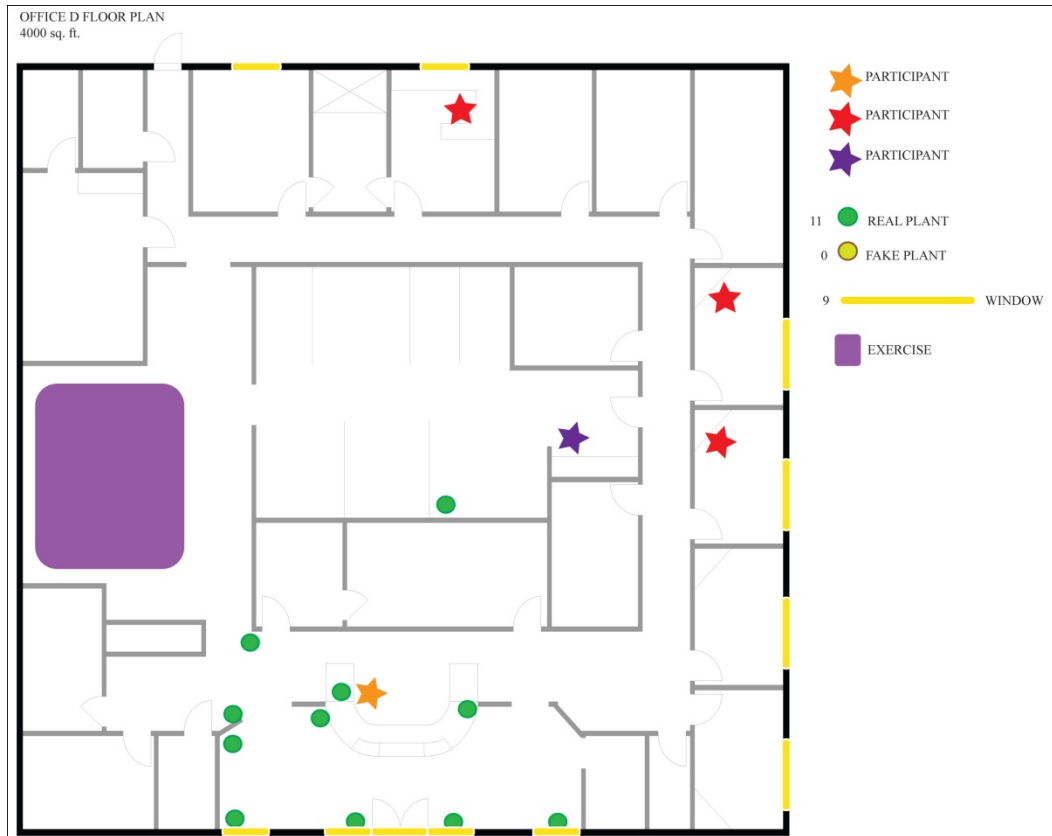 OFFICE D FLOOR PLAN
4000 sq. ft.
PARTICIPANT
PARTICIPANT
PARTICIPANT
11 REAL PLANT
0 FAKE PLANT
9 WINDOW
EXERCISE